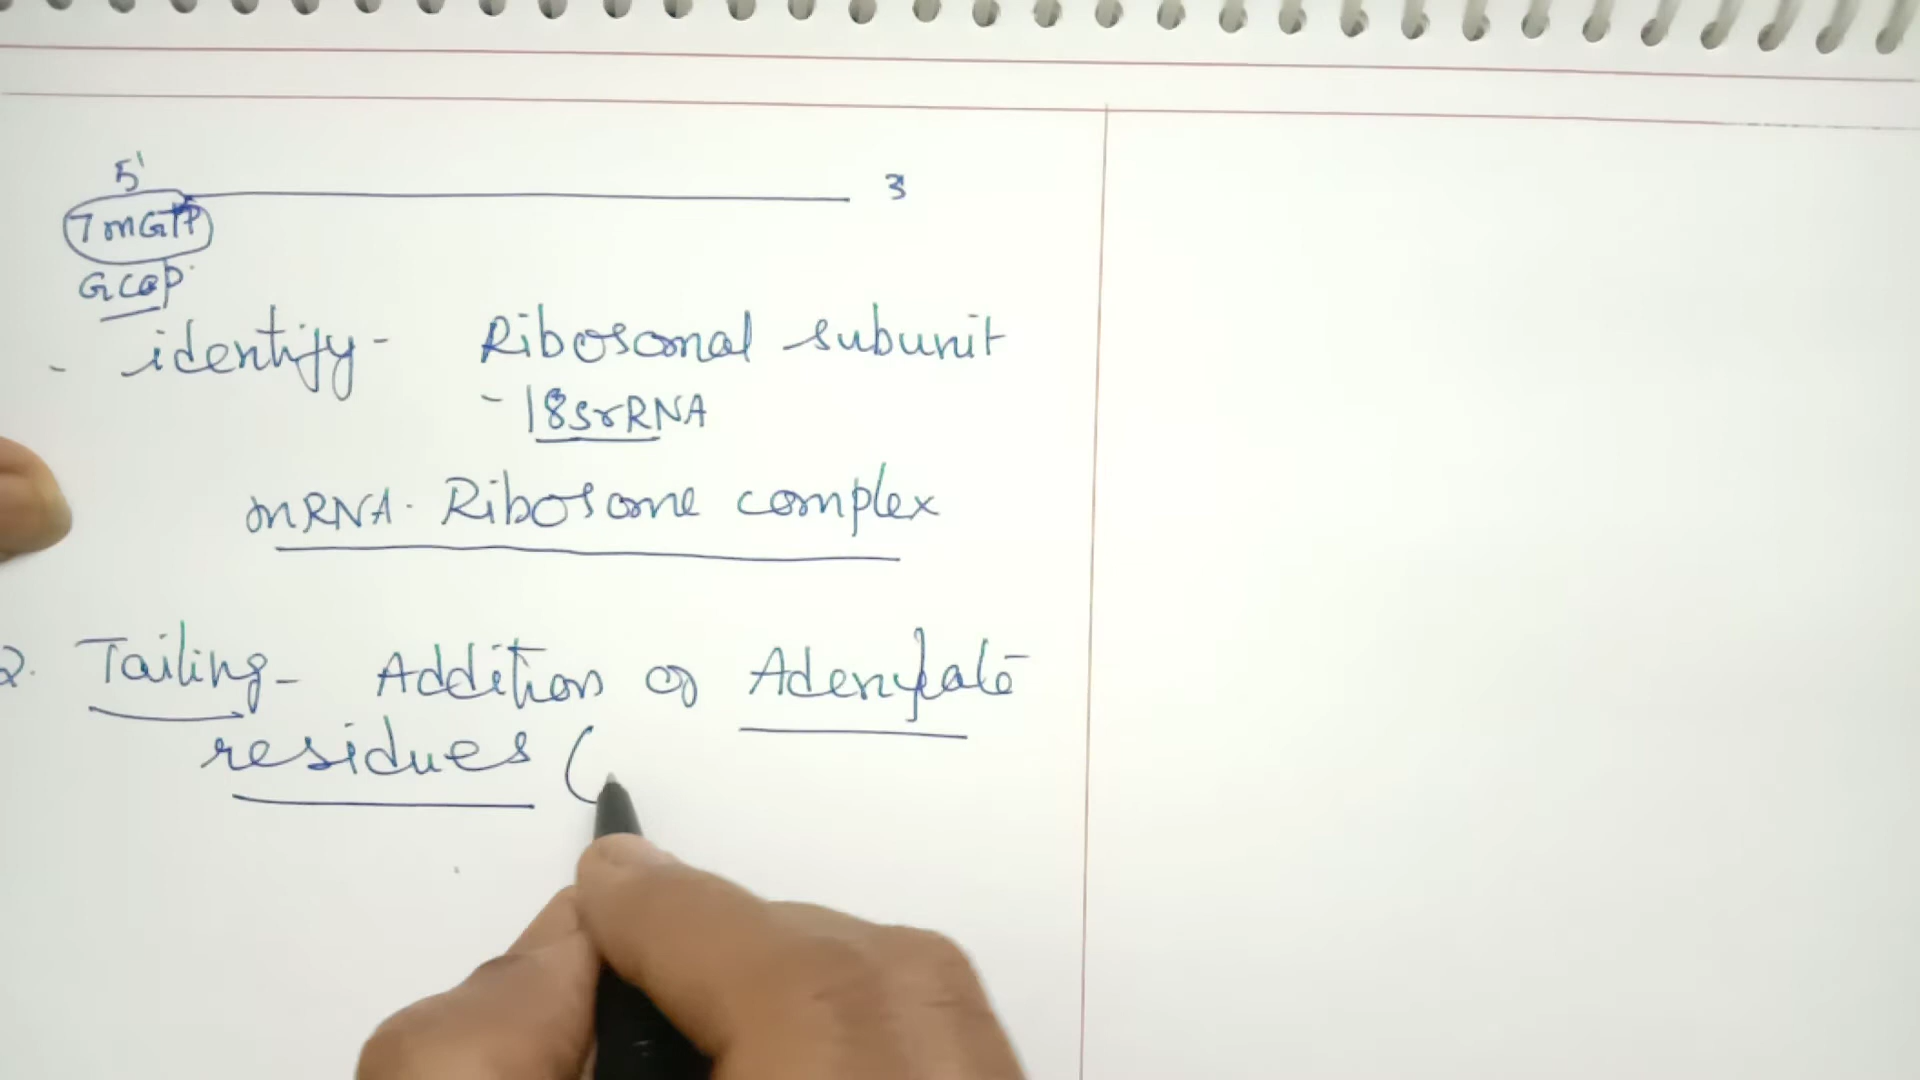 5' 3'
7mGTP
Gcap
- identify - Ribosomal subunit
- 18SrRNA
mRNA. Ribosome complex
2. Tailing - Addition of Adenylate
residues (